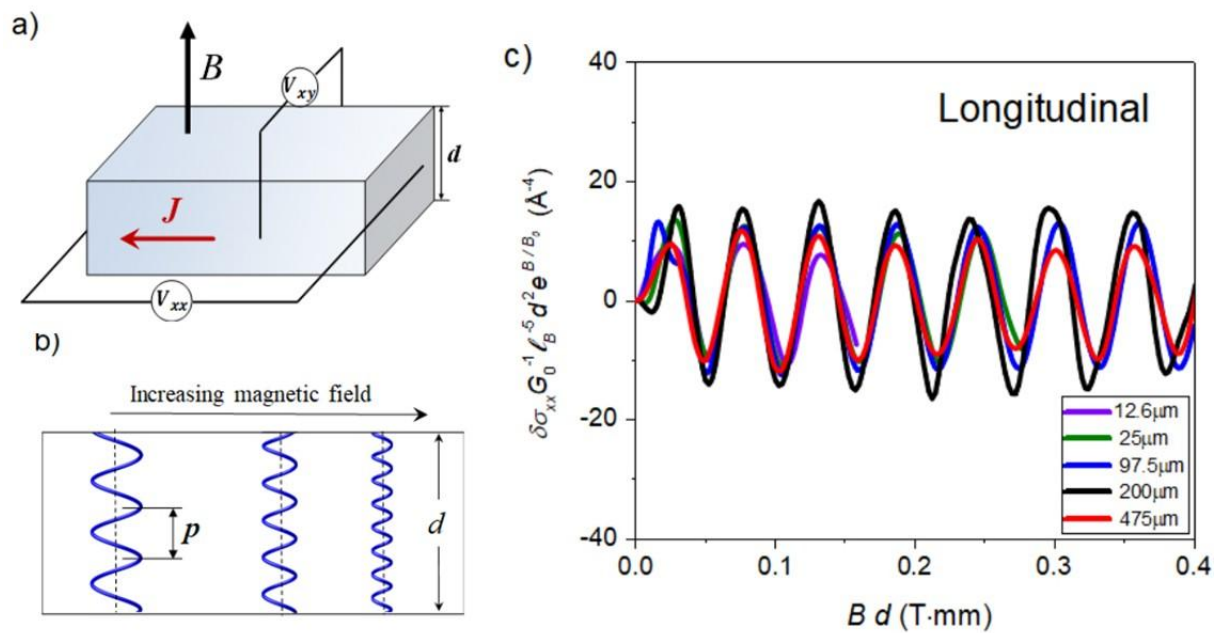 a)
B
V_xy
d
J
V_xx
b)
Increasing magnetic field
p
d
c)
Longitudinal
δσ_xx G_0^-1 ℓ_B^-5 d^2 e^{B/B_0} (Å^-4)
40
20
0
-20
-40
12.6μm
25μm
97.5μm
200μm
475μm
0.0 0.1 0.2 0.3 0.4
B d (T·mm)